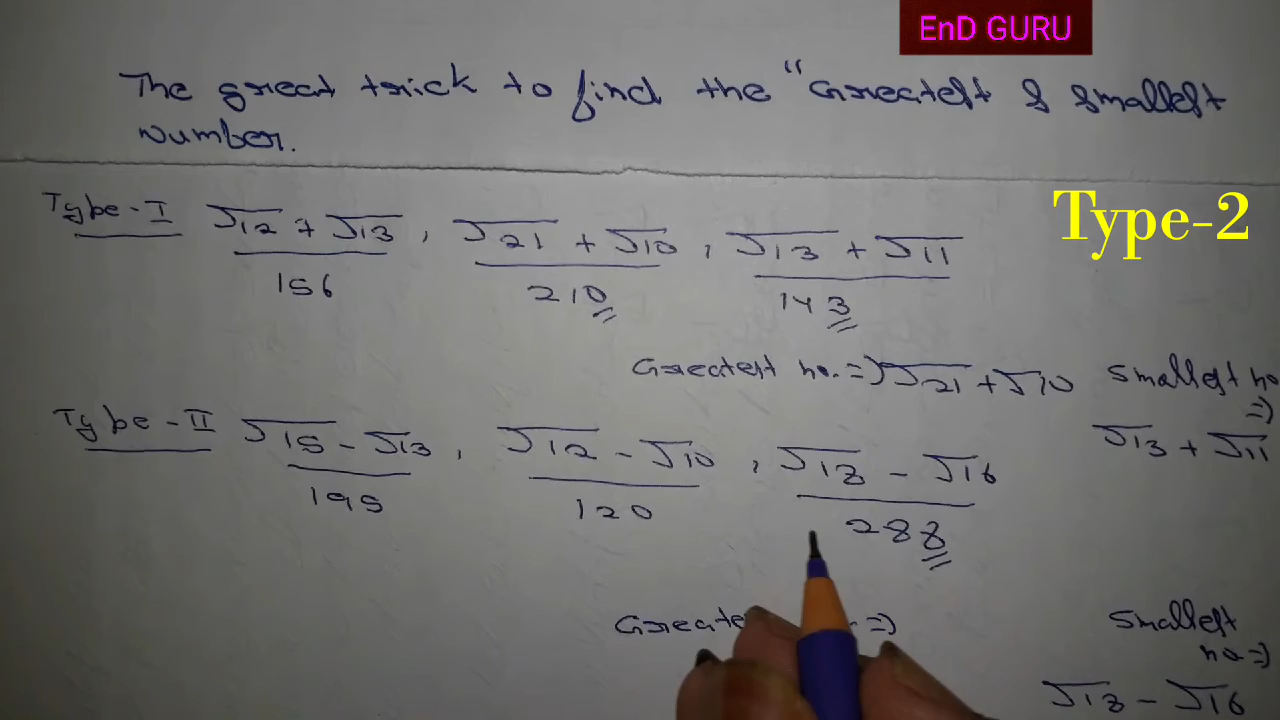 EnD GURU
The great trick to find the "Greatest & smallest
number.
Type-2
Type-I √12 + √13 , √21 + √10 , √13 + √11
156 210 143
Greatest no. ⇒ √21 + √10 Smallest no
⇒
√13 + √11
Type-II √15 - √13 , √12 - √10 , √18 - √16
195 120 288
⇒ Smallest
no ⇒
√18 - √16